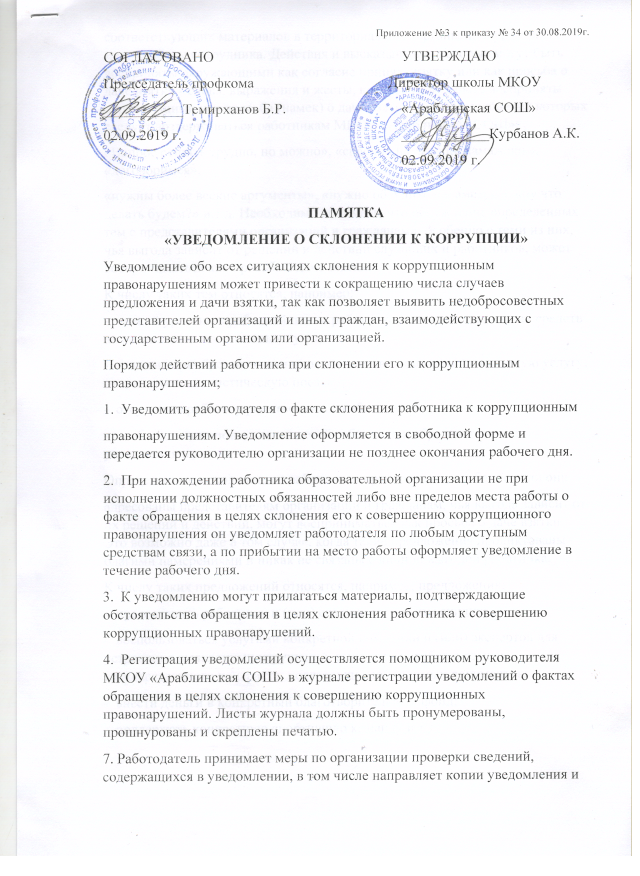 Приложение №3 к приказу № 34 от 30.08.2019г.
СОГЛАСОВАНО УТВЕРЖДАЮ
Председатель профкома Директор школы МКОУ
Темирханов Б.Р. «Араблинская СОШ»
02.09.2019 г. Курбанов А.К.
02.09.2019 г.
ПАМЯТКА
«УВЕДОМЛЕНИЕ О СКЛОНЕНИИ К КОРРУПЦИИ»
Уведомление обо всех ситуациях склонения к коррупционным
правонарушениям может привести к сокращению числа случаев
предложения и дачи взятки, так как позволяет выявить недобросовестных
представителей организаций и иных граждан, взаимодействующих с
государственным органом или организацией.
Порядок действий работника при склонении его к коррупционным
правонарушениям;
1. Уведомить работодателя о факте склонения работника к коррупционным
правонарушениям. Уведомление оформляется в свободной форме и
передается руководителю организации не позднее окончания рабочего дня.
2. При нахождении работника образовательной организации не при
исполнении должностных обязанностей либо вне пределов места работы о
факте обращения в целях склонения его к совершению коррупционного
правонарушения он уведомляет работодателя по любым доступным
средствам связи, а по прибытии на место работы оформляет уведомление в
течение рабочего дня.
3. К уведомлению могут прилагаться материалы, подтверждающие
обстоятельства обращения в целях склонения работника к совершению
коррупционных правонарушений.
4. Регистрация уведомлений осуществляется помощником руководителя
МКОУ «Араблинская СОШ» в журнале регистрации уведомлений о фактах
обращения в целях склонения к совершению коррупционных
правонарушений. Листы журнала должны быть пронумерованы,
прошнурованы и скреплены печатью.
7. Работодатель принимает меры по организации проверки сведений,
содержащихся в уведомлении, в том числе направляет копии уведомления и